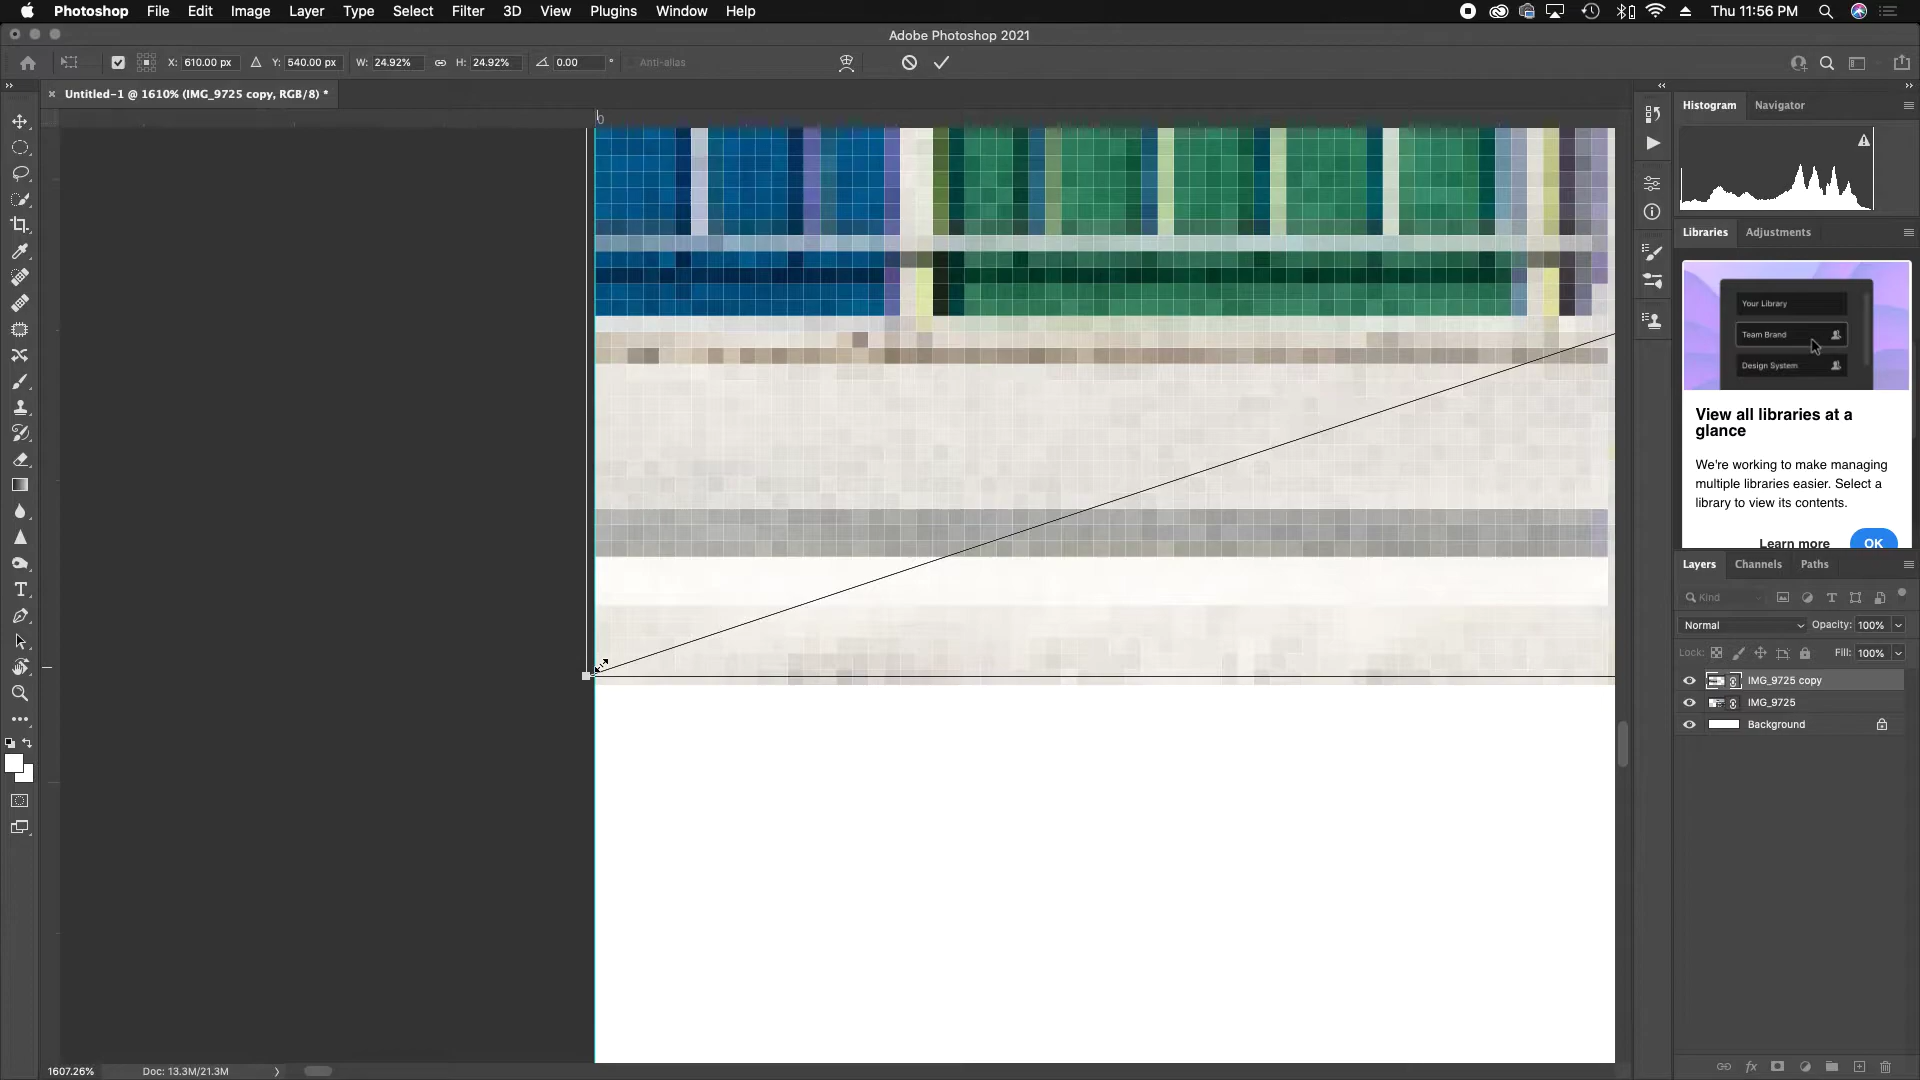 Photoshop File Edit Image Layer Type Select Filter 3D View Plugins Window Help Thu 11:56 PM
Adobe Photoshop 2021
X: 610.00 px Y: 540.00 px W: 24.92% H: 24.92% 0.00 ° Anti-alias
× Untitled-1 @ 1610% (IMG_9725 copy, RGB/8) *
0
Histogram Navigator
Libraries Adjustments
Your Library
Team Brand
Design System
View all libraries at a
glance
We're working to make managing
multiple libraries easier. Select a
library to view its contents.
Learn more OK
Layers Channels Paths
Kind
Normal Opacity: 100%
Lock: Fill: 100%
IMG_9725 copy
IMG_9725
Background
1607.26% Doc: 13.3M/21.3M